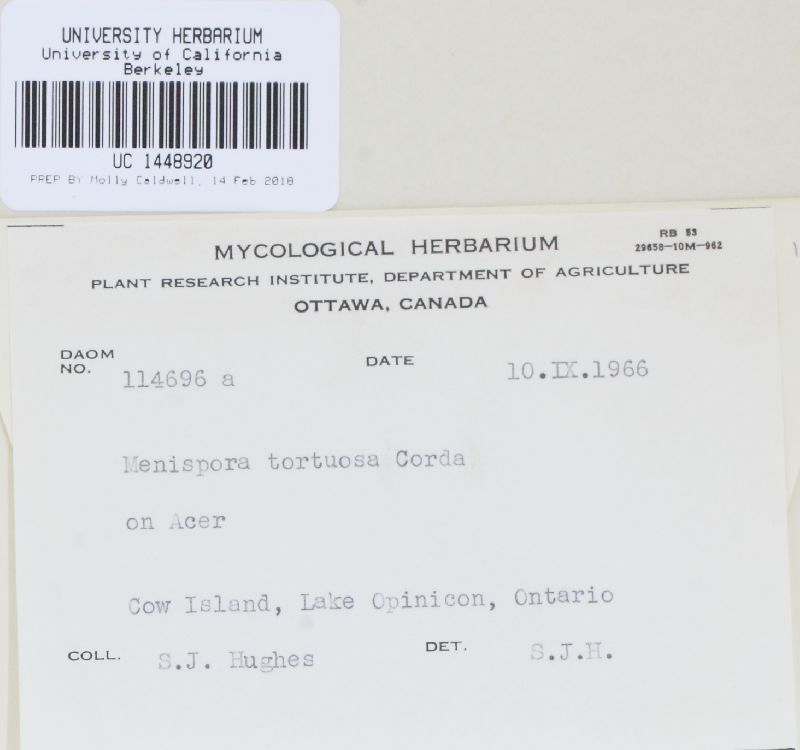 UNIVERSITY HERBARIUM
University of California
Berkeley
UC 1448920
PREP BY Molly Caldwell, 14 Feb 2018
RB 53
29658-10M-962
MYCOLOGICAL HERBARIUM
PLANT RESEARCH INSTITUTE, DEPARTMENT OF AGRICULTURE
OTTAWA, CANADA
DAOM NO. 114696 a DATE 10.IX.1966
Menispora tortuosa Corda
on Acer
Cow Island, Lake Opinicon, Ontario
COLL. S.J. Hughes DET. S.J.H.